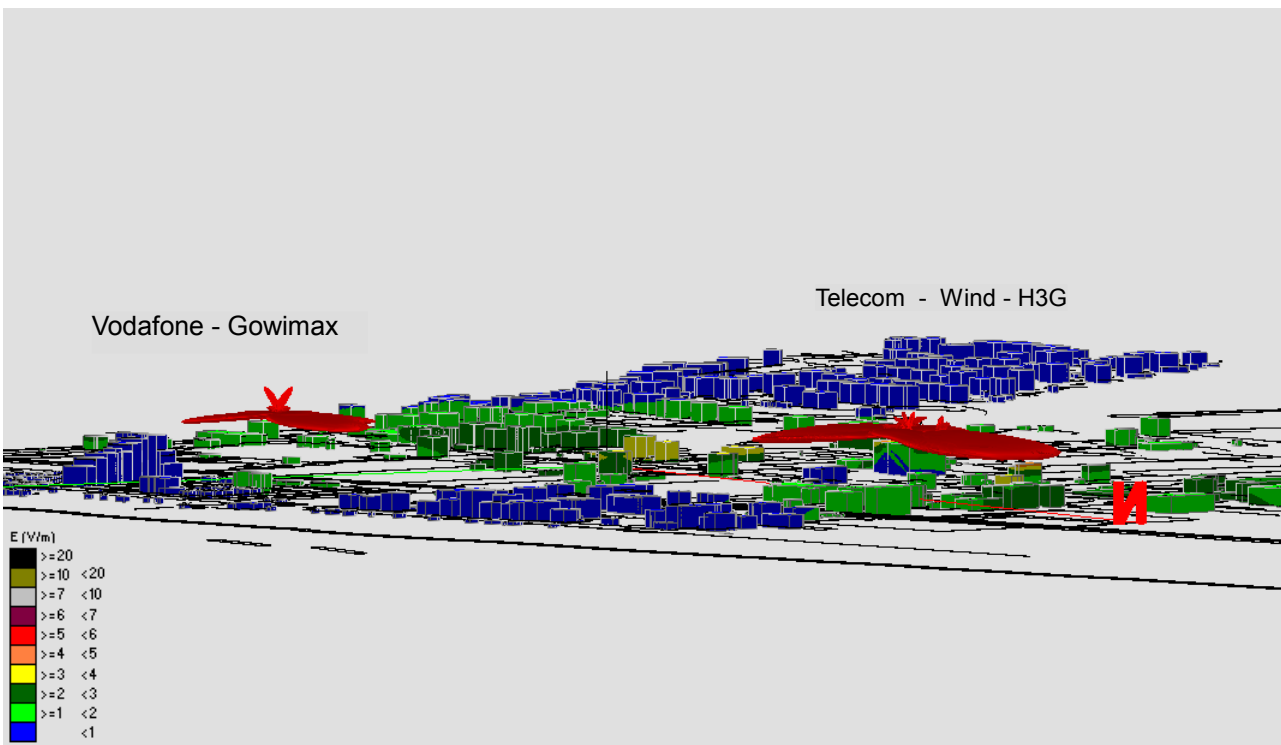 Telecom - Wind - H3G
Vodafone - Gowimax
N
E (V/m)
>=20
>=10 <20
>=7 <10
>=6 <7
>=5 <6
>=4 <5
>=3 <4
>=2 <3
>=1 <2
<1